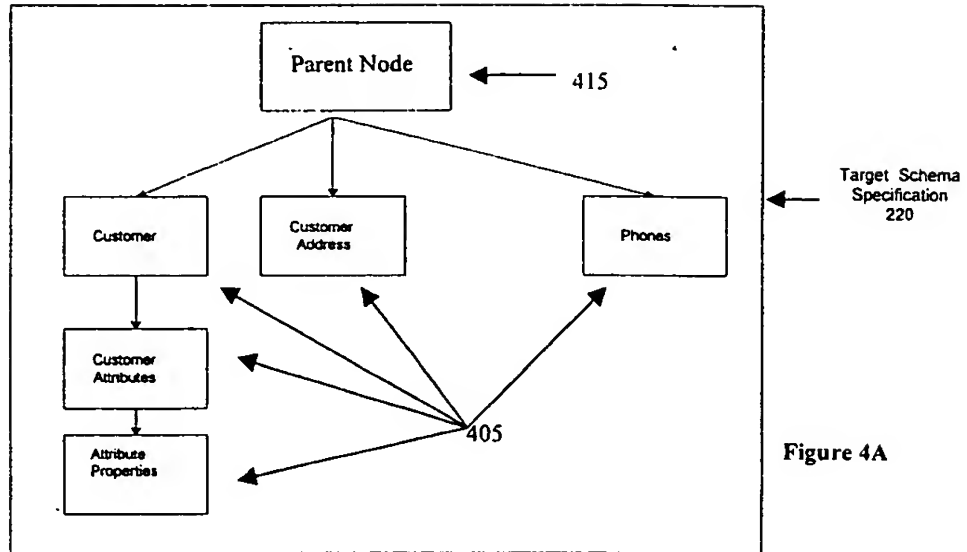 Parent Node
415
Target Schema
Specification
220
Customer
Customer
Address
Phones
Customer
Attributes
405
Attribute
Properties
Figure 4A